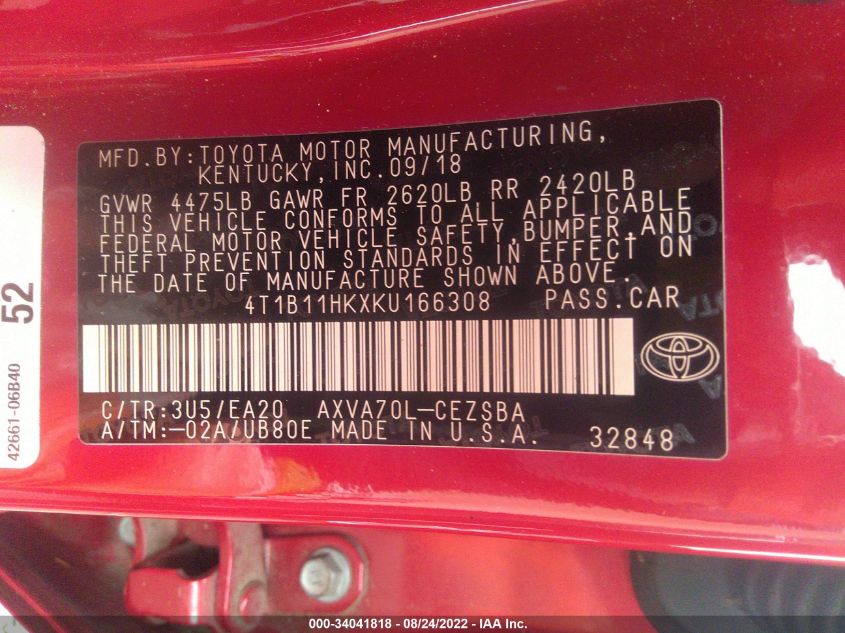 MFD.BY:TOYOTA MOTOR MANUFACTURING,
KENTUCKY,INC.09/18
GVWR 4475LB GAWR FR 2620LB RR 2420LB
THIS VEHICLE CONFORMS TO ALL APPLICABLE
FEDERAL MOTOR VEHICLE SAFETY,BUMPER,AND
THEFT PREVENTION STANDARDS IN EFFECT ON
THE DATE OF MANUFACTURE SHOWN ABOVE.
4T1B11HKXKU166308 PASS.CAR
C/TR:3U5/EA20 AXVA70L-CEZSBA
A/TM:-02A/UB80E MADE IN U.S.A. 32848
52
42661-06B40
000-34041818 - 08/24/2022 - IAA Inc.